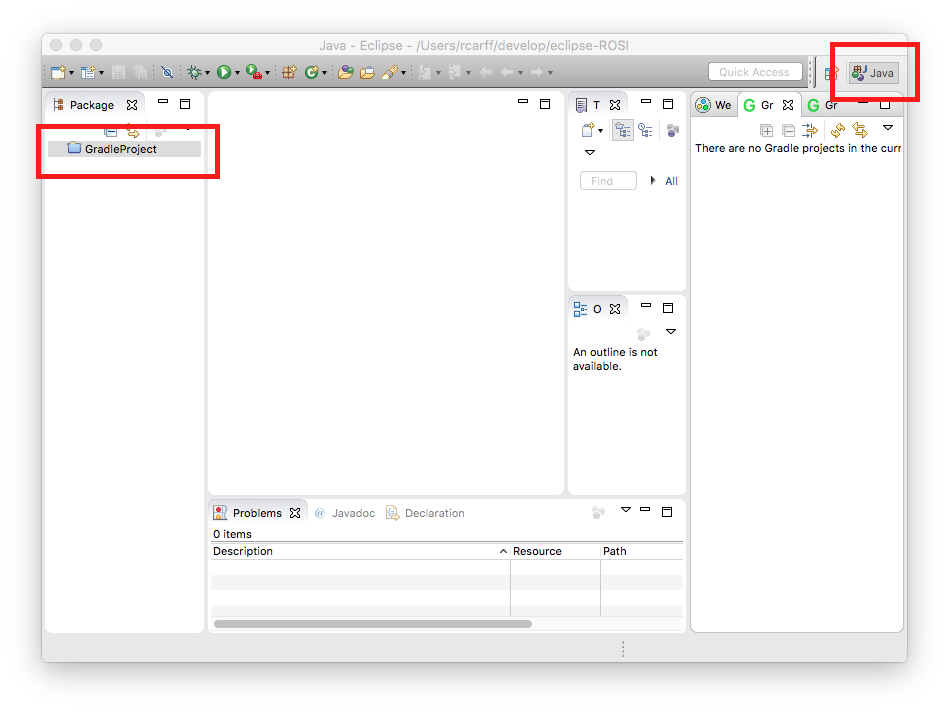 Java - Eclipse - /Users/rcarff/develop/eclipse-ROSI
Quick Access
Java
Package
GradleProject
T
Find
All
O
An outline is not
available.
We
Gr
Gr
There are no Gradle projects in the curr
Problems
@ Javadoc
Declaration
0 items
Description
Resource
Path